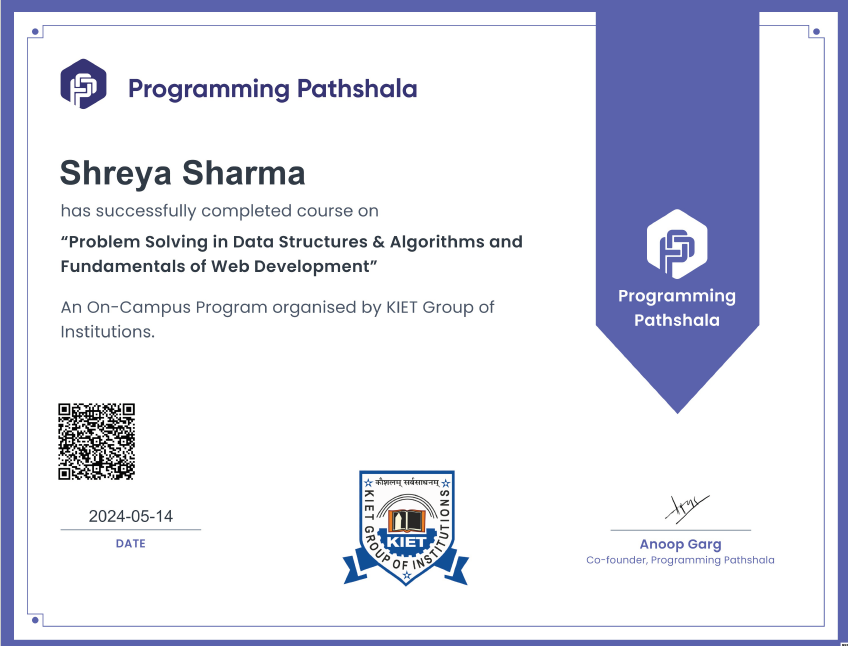 Programming Pathshala
Shreya Sharma
has successfully completed course on
“Problem Solving in Data Structures & Algorithms and
Fundamentals of Web Development”
An On-Campus Program organised by KIET Group of
Institutions.
Programming
Pathshala
2024-05-14
DATE
कौशलम् सर्वसाधनम्
KIET GROUP OF INSTITUTIONS
KIET
Anoop Garg
Co-founder, Programming Pathshala